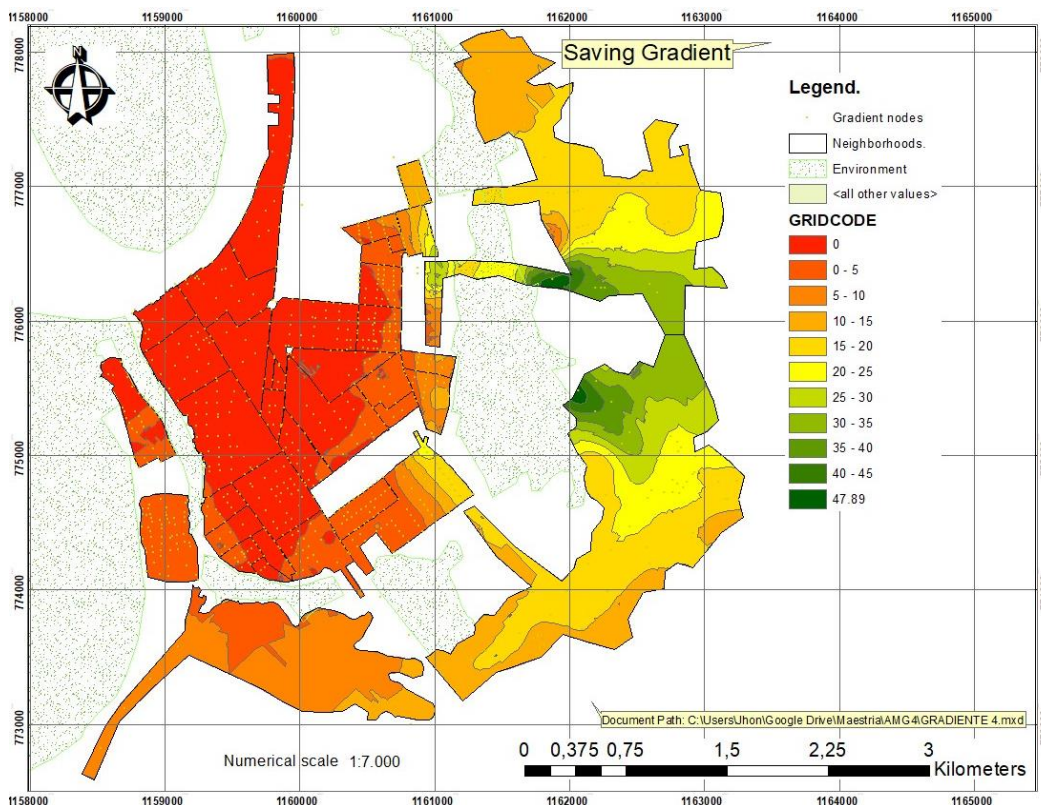 1158000 1159000 1160000 1161000 1162000 1163000 1164000 1165000
778000
777000
776000
775000
774000
773000
N
Saving Gradient
Legend.
Gradient nodes
Neighborhoods.
Environment
<all other values>
GRIDCODE
0
0 - 5
5 - 10
10 - 15
15 - 20
20 - 25
25 - 30
30 - 35
35 - 40
40 - 45
47.89
Document Path: C:\Users\Jhon\Google Drive\Maestria\AMG4\GRADIENTE 4.mxd
Numerical scale 1:7.000
0 0,375 0,75 1,5 2,25 3
Kilometers
1158000 1159000 1160000 1161000 1162000 1163000 1164000 1165000